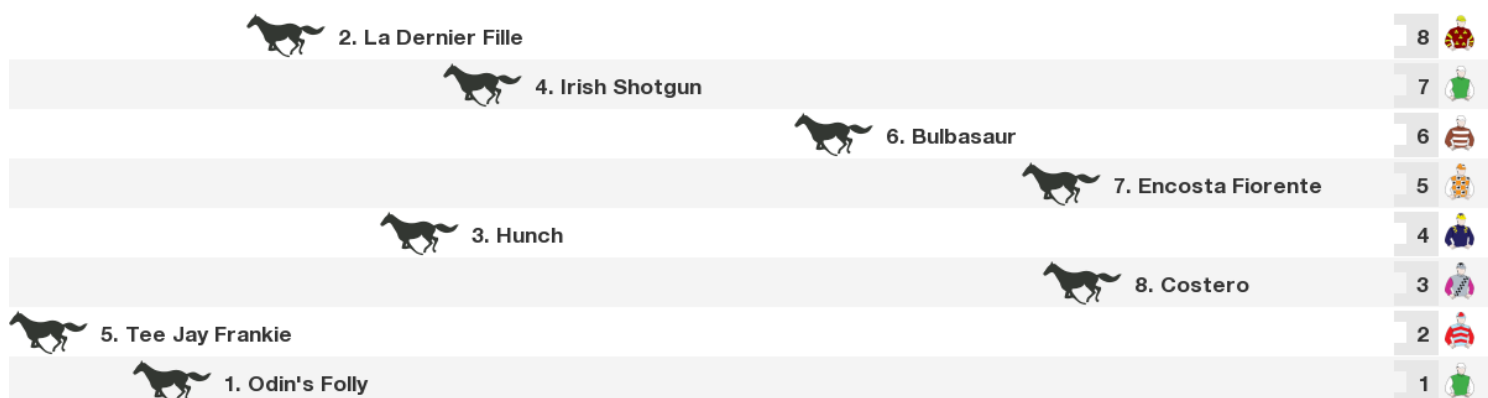 2. La Dernier Fille 8
4. Irish Shotgun 7
6. Bulbasaur 6
7. Encosta Fiorente 5
3. Hunch 4
8. Costero 3
5. Tee Jay Frankie 2
1. Odin's Folly 1